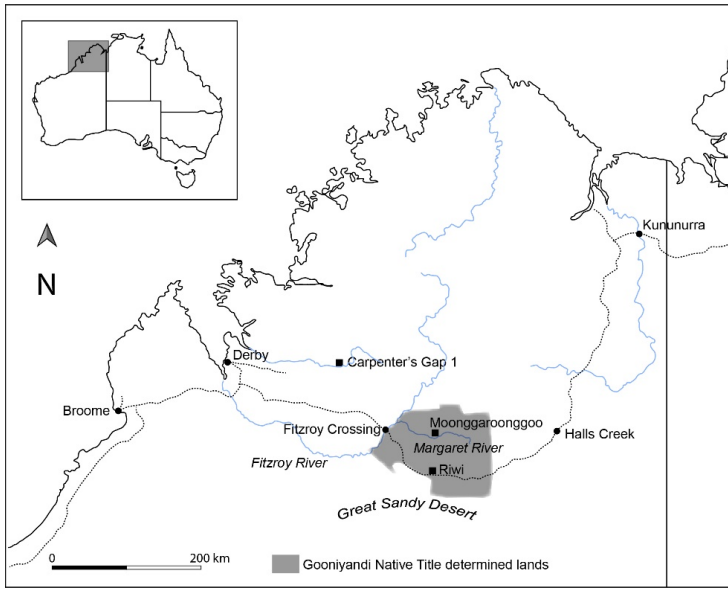 N
Kununurra
Derby
Carpenter's Gap 1
Broome
Fitzroy Crossing
Moonggaroonggoo
Margaret River
Halls Creek
Fitzroy River
Riwi
Great Sandy Desert
0 200 km
Gooniyandi Native Title determined lands